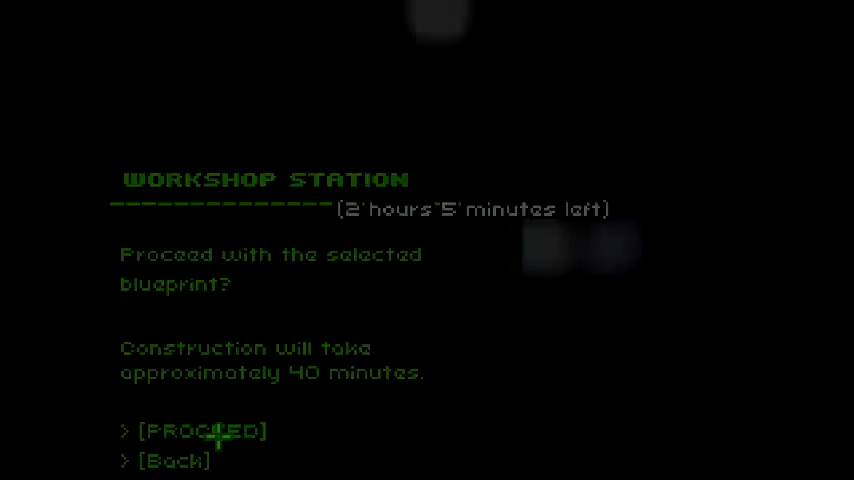 WORKSHOP STATION
---------------
(2 hours 5 minutes left)
Proceed with the selected
blueprint?
Construction will take
approximately 40 minutes.
> [PROCEED]
> [Back]